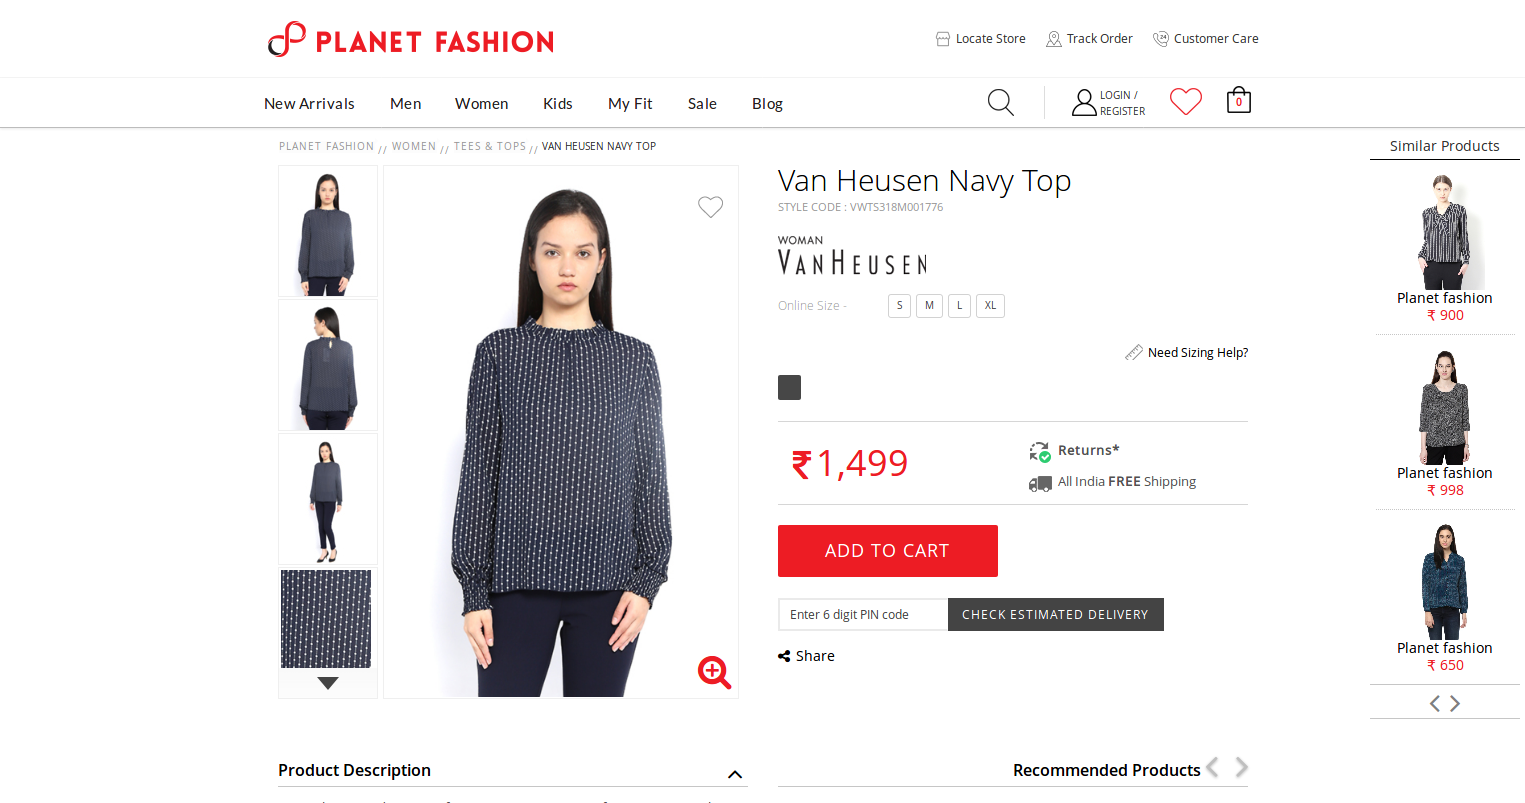 PLANET FASHION
Locate Store
Track Order
24
Customer Care
New Arrivals
Men
Women
Kids
My Fit
Sale
Blog
LOGIN /
REGISTER
0
PLANET FASHION // WOMEN // TEES & TOPS // VAN HEUSEN NAVY TOP
Van Heusen Navy Top
STYLE CODE : VWTS318M001776
WOMAN
VAN HEUSEN
Online Size -
S
M
L
XL
Need Sizing Help?
₹1,499
Returns*
All India FREE Shipping
ADD TO CART
Enter 6 digit PIN code
CHECK ESTIMATED DELIVERY
Share
Similar Products
Planet fashion
₹ 900
Planet fashion
₹ 998
Planet fashion
₹ 650
Product Description
Recommended Products